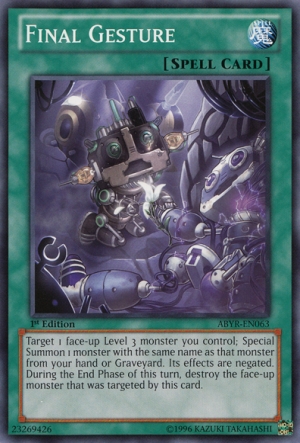 FINAL GESTURE
魔
[SPELL CARD]
1st Edition
ABYR-EN063
Target 1 face-up Level 3 monster you control; Special
Summon 1 monster with the same name as that monster
from your hand or Graveyard. Its effects are negated.
During the End Phase of this turn, destroy the face-up
monster that was targeted by this card.
23269426
©1996 KAZUKI TAKAHASHI